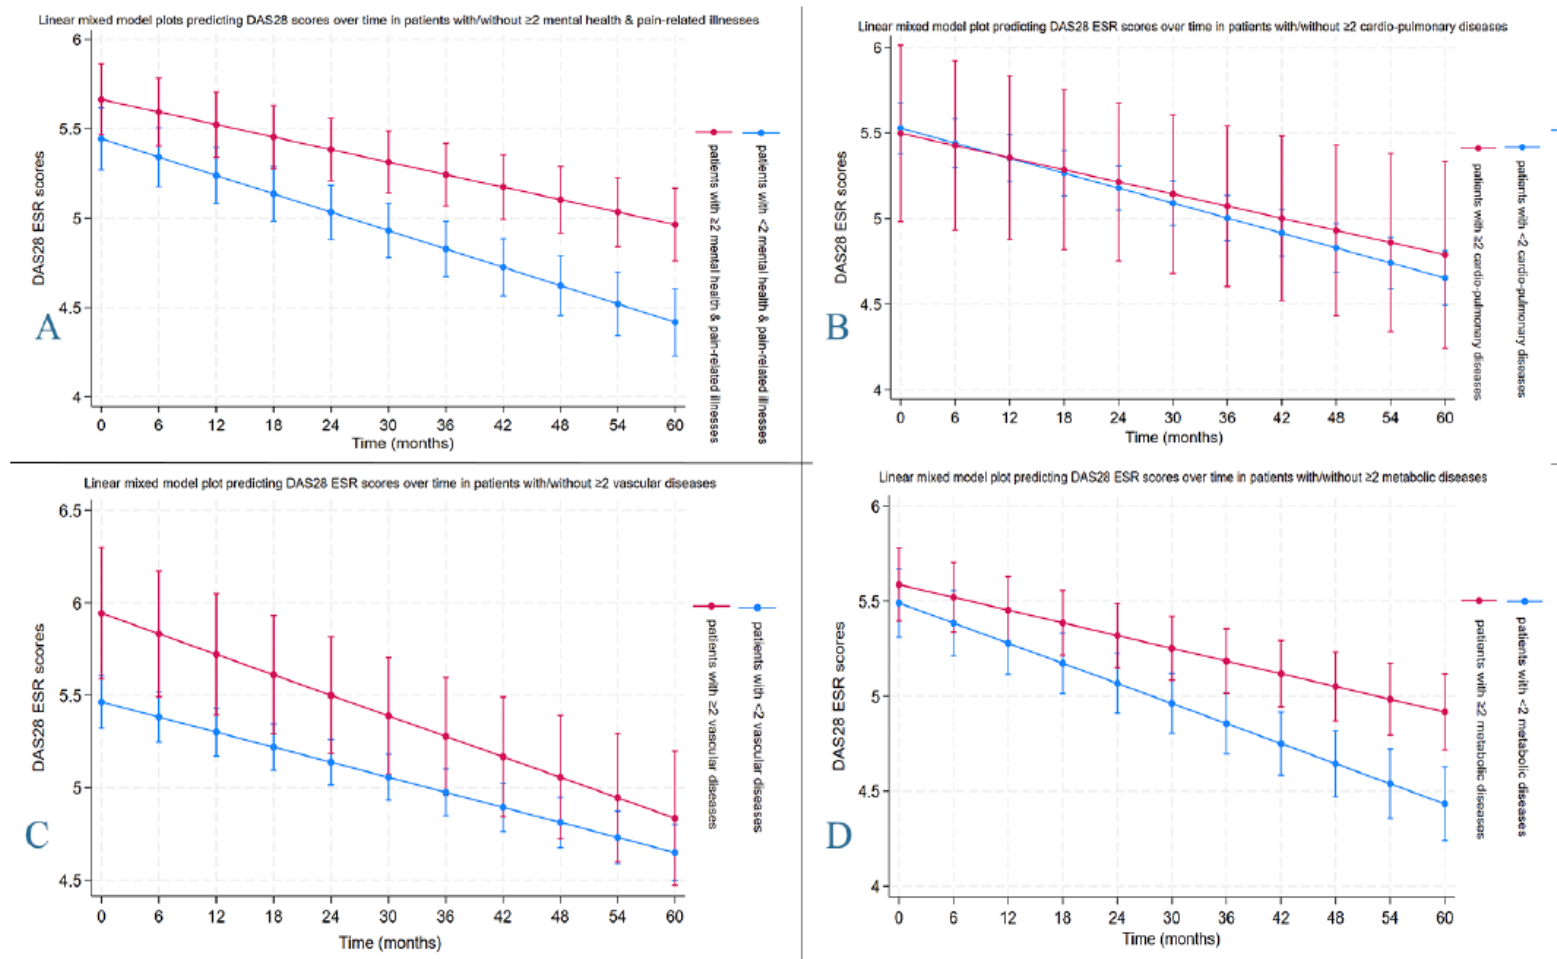 Linear mixed model plots predicting DAS28 scores over time in patients with/without ≥2 mental health & pain-related illnesses
6
5.5
5
4.5
4
DAS28 ESR scores
A
0 6 12 18 24 30 36 42 48 54 60
Time (months)
patients with ≥2 mental health & pain-related illnesses
patients with <2 mental health & pain-related illnesses
Linear mixed model plot predicting DAS28 ESR scores over time in patients with/without ≥2 cardio-pulmonary diseases
6
5.5
5
4.5
4
DAS28 ESR scores
B
0 6 12 18 24 30 36 42 48 54 60
Time (months)
patients with ≥2 cardio-pulmonary diseases
patients with <2 cardio-pulmonary diseases
Linear mixed model plot predicting DAS28 ESR scores over time in patients with/without ≥2 vascular diseases
6.5
6
5.5
5
4.5
DAS28 ESR scores
C
0 6 12 18 24 30 36 42 48 54 60
Time (months)
patients with ≥2 vascular diseases
patients with <2 vascular diseases
Linear mixed model plot predicting DAS28 ESR scores over time in patients with/without ≥2 metabolic diseases
6
5.5
5
4.5
4
DAS28 ESR scores
D
0 6 12 18 24 30 36 42 48 54 60
Time (months)
patients with ≥2 metabolic diseases
patients with <2 metabolic diseases